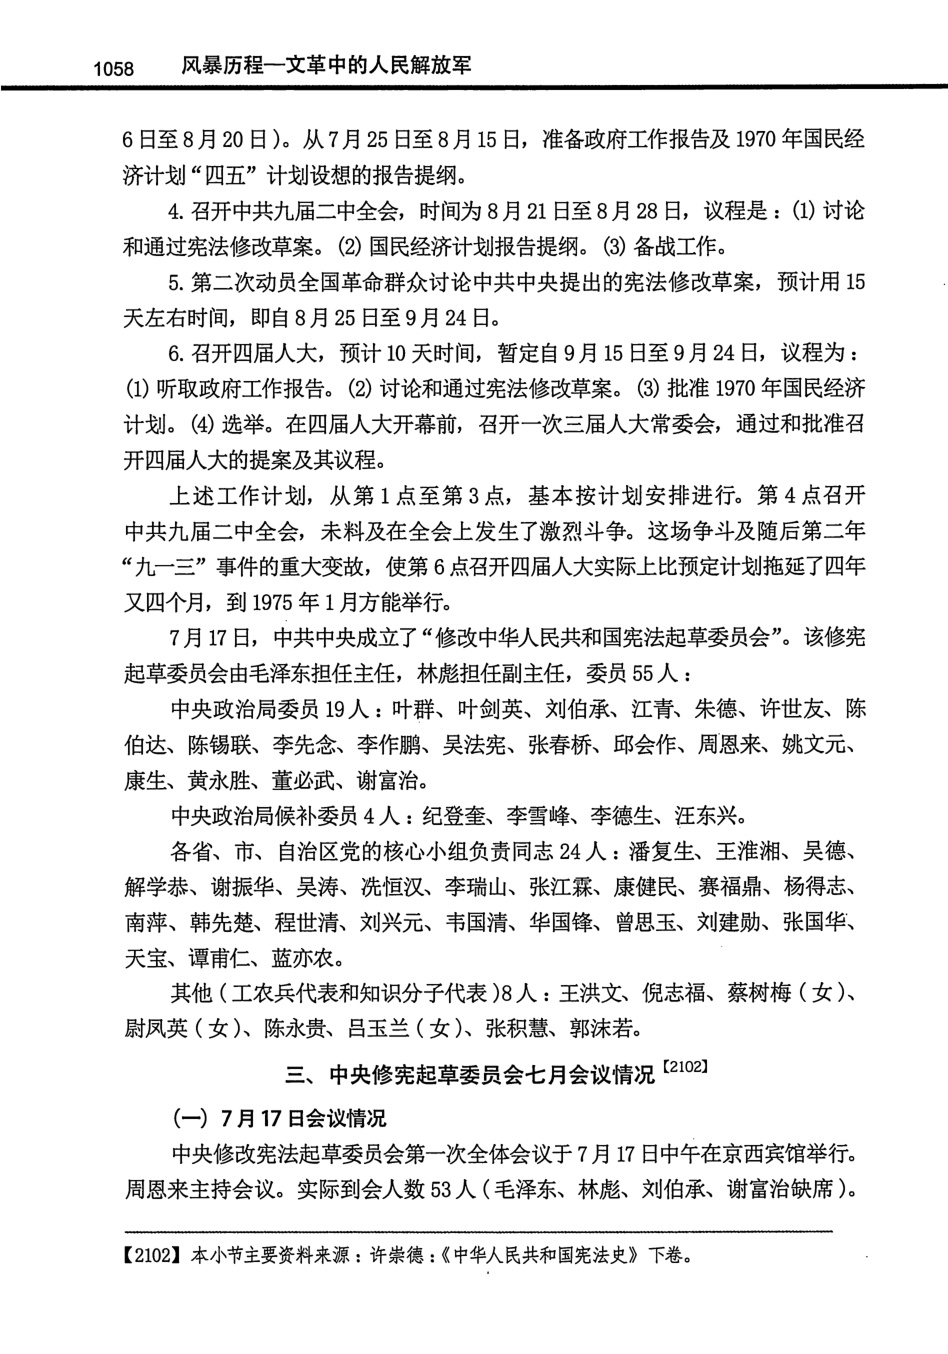 1058 风暴历程—文革中的人民解放军
6日至8月20日)。从7月25日至8月15日，准备政府工作报告及1970年国民经
济计划“四五”计划设想的报告提纲。
4. 召开中共九届二中全会，时间为8月21日至8月28日，议程是：(1) 讨论
和通过宪法修改草案。(2) 国民经济计划报告提纲。(3) 备战工作。
5. 第二次动员全国革命群众讨论中共中央提出的宪法修改草案，预计用15
天左右时间，即自8月25日至9月24日。
6. 召开四届人大，预计10天时间，暂定自9月15日至9月24日，议程为：
(1) 听取政府工作报告。(2) 讨论和通过宪法修改草案。(3) 批准1970年国民经济
计划。(4) 选举。在四届人大开幕前，召开一次三届人大常委会，通过和批准召
开四届人大的提案及其议程。
上述工作计划，从第1点至第3点，基本按计划安排进行。第4点召开
中共九届二中全会，未料及在全会上发生了激烈斗争。这场争斗及随后第二年
“九一三”事件的重大变故，使第6点召开四届人大实际上比预定计划拖延了四年
又四个月，到1975年1月方能举行。
7月17日，中共中央成立了“修改中华人民共和国宪法起草委员会”。该修宪
起草委员会由毛泽东担任主任，林彪担任副主任，委员55人：
中央政治局委员19人：叶群、叶剑英、刘伯承、江青、朱德、许世友、陈
伯达、陈锡联、李先念、李作鹏、吴法宪、张春桥、邱会作、周恩来、姚文元、
康生、黄永胜、董必武、谢富治。
中央政治局候补委员4人：纪登奎、李雪峰、李德生、汪东兴。
各省、市、自治区党的核心小组负责同志24人：潘复生、王淮湘、吴德、
解学恭、谢振华、吴涛、冼恒汉、李瑞山、张江霖、康健民、赛福鼎、杨得志、
南萍、韩先楚、程世清、刘兴元、韦国清、华国锋、曾思玉、刘建勋、张国华、
天宝、谭甫仁、蓝亦农。
其他(工农兵代表和知识分子代表)8人：王洪文、倪志福、蔡树梅(女)、
尉凤英(女)、陈永贵、吕玉兰(女)、张积慧、郭沫若。
三、中央修宪起草委员会七月会议情况【2102】
(一) 7月17日会议情况
中央修改宪法起草委员会第一次全体会议于7月17日中午在京西宾馆举行。
周恩来主持会议。实际到会人数53人(毛泽东、林彪、刘伯承、谢富治缺席)。
【2102】本小节主要资料来源：许崇德：《中华人民共和国宪法史》下卷。